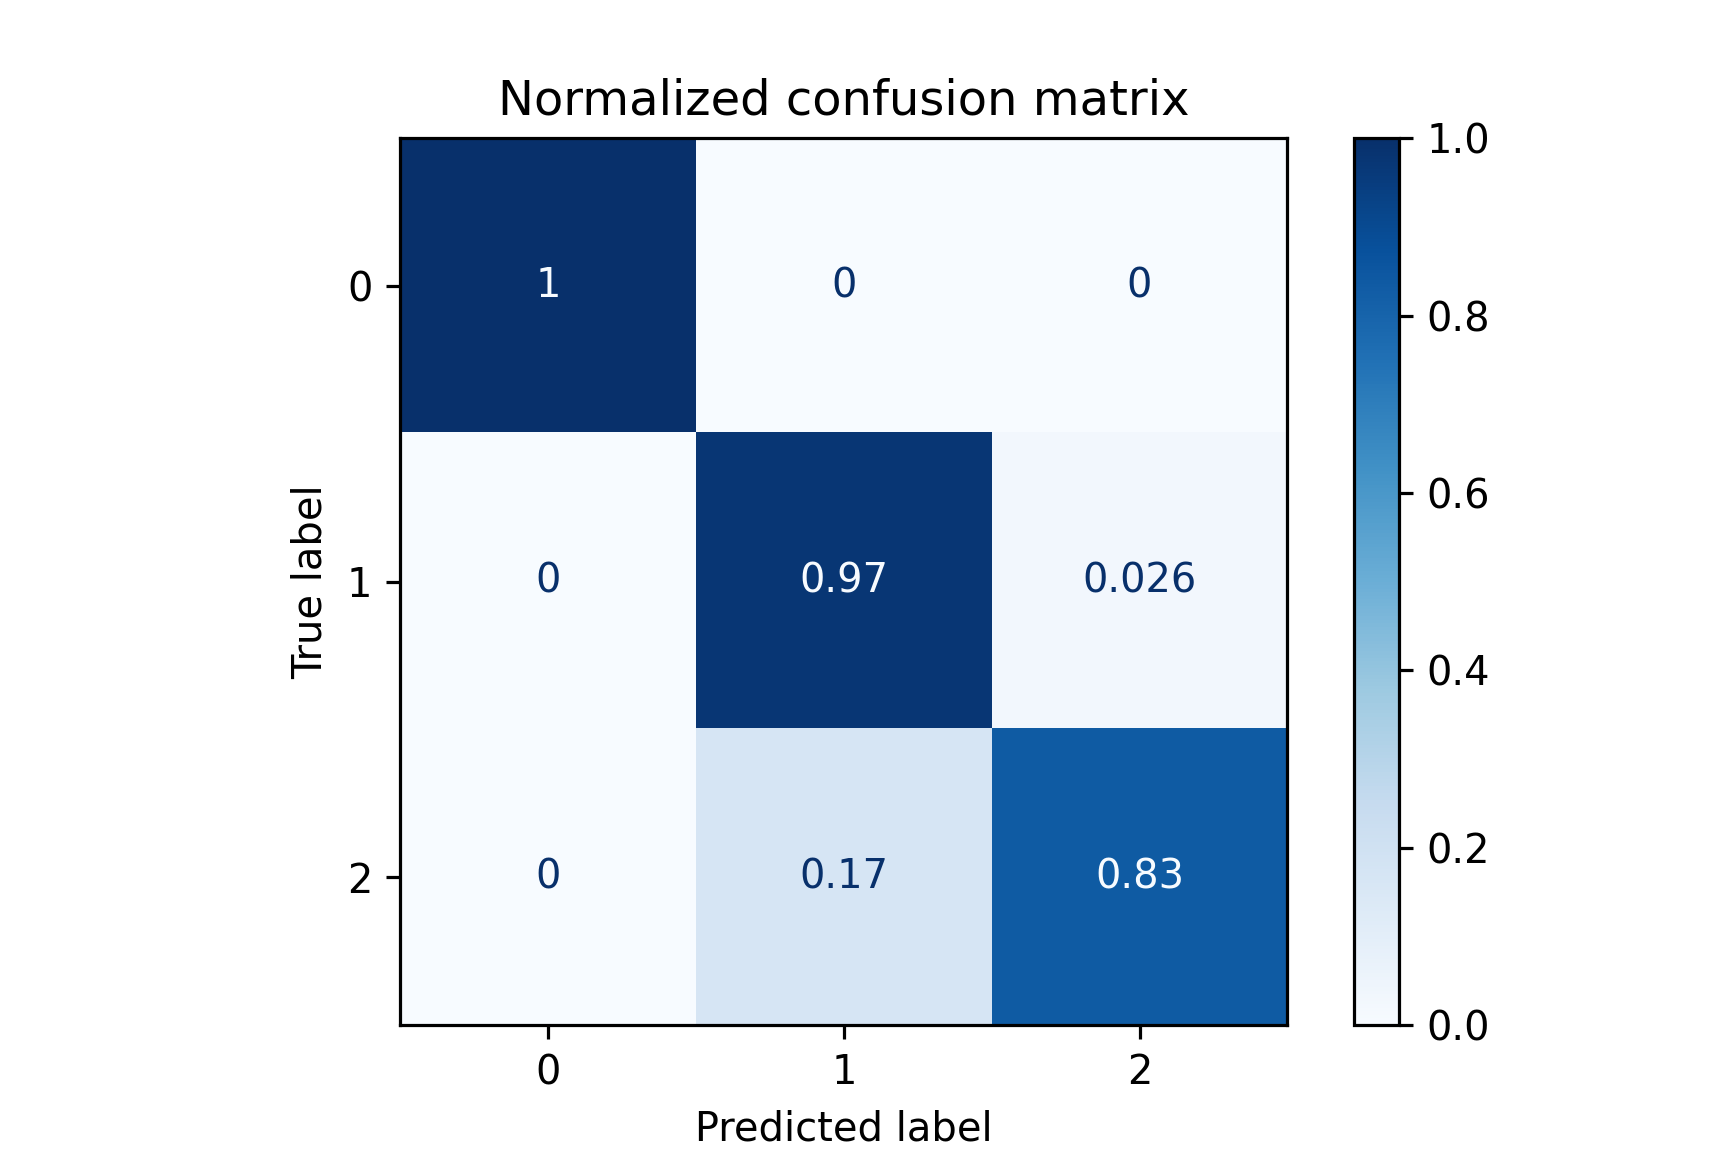 Normalized confusion matrix
1 0 0
0 0.97 0.026
0 0.17 0.83
0
1
2
True label
0 1 2
Predicted label
1.0
0.8
0.6
0.4
0.2
0.0